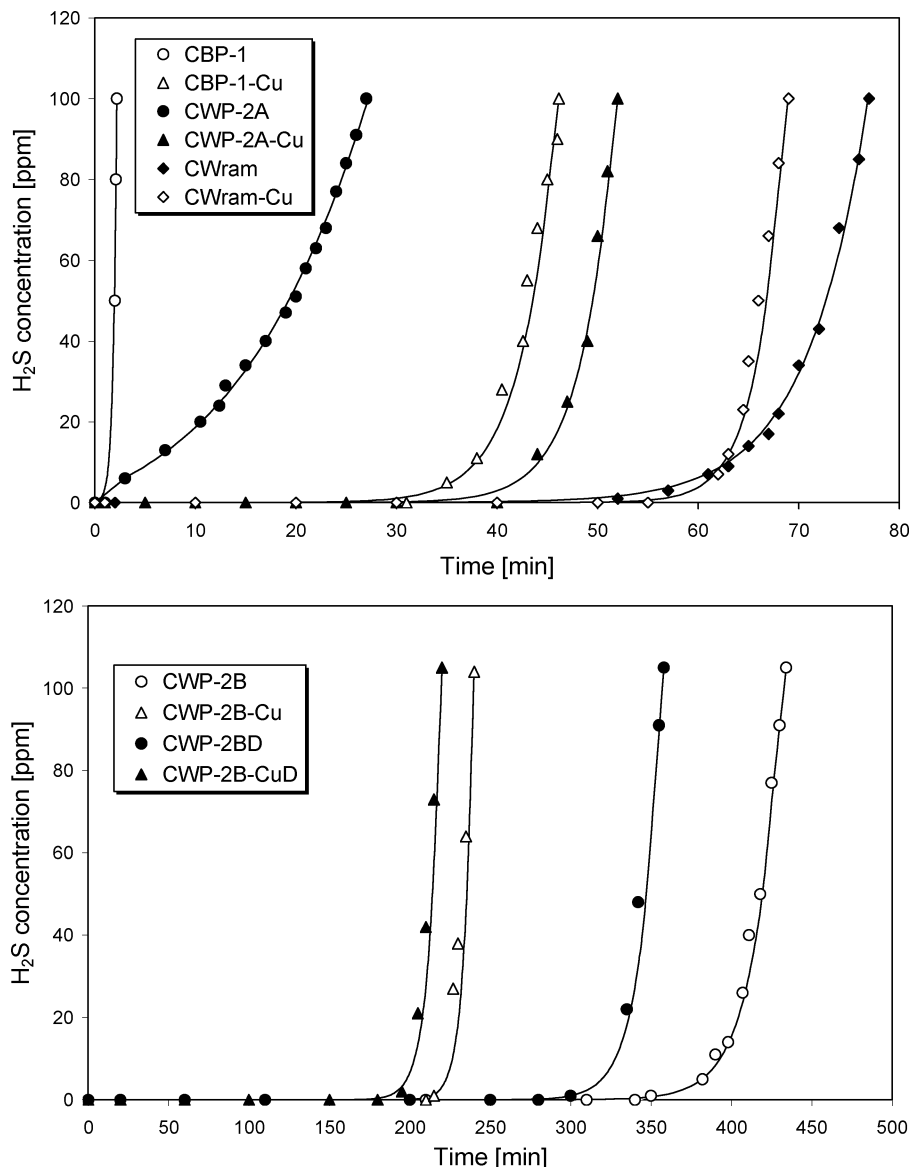 120
100
80
60
40
20
0
H₂S concentration [ppm]
CBP-1
CBP-1-Cu
CWP-2A
CWP-2A-Cu
CWram
CWram-Cu
0 10 20 30 40 50 60 70 80
Time [min]
120
100
80
60
40
20
0
H₂S concentration [ppm]
CWP-2B
CWP-2B-Cu
CWP-2BD
CWP-2B-CuD
0 50 100 150 200 250 300 350 400 450 500
Time [min]